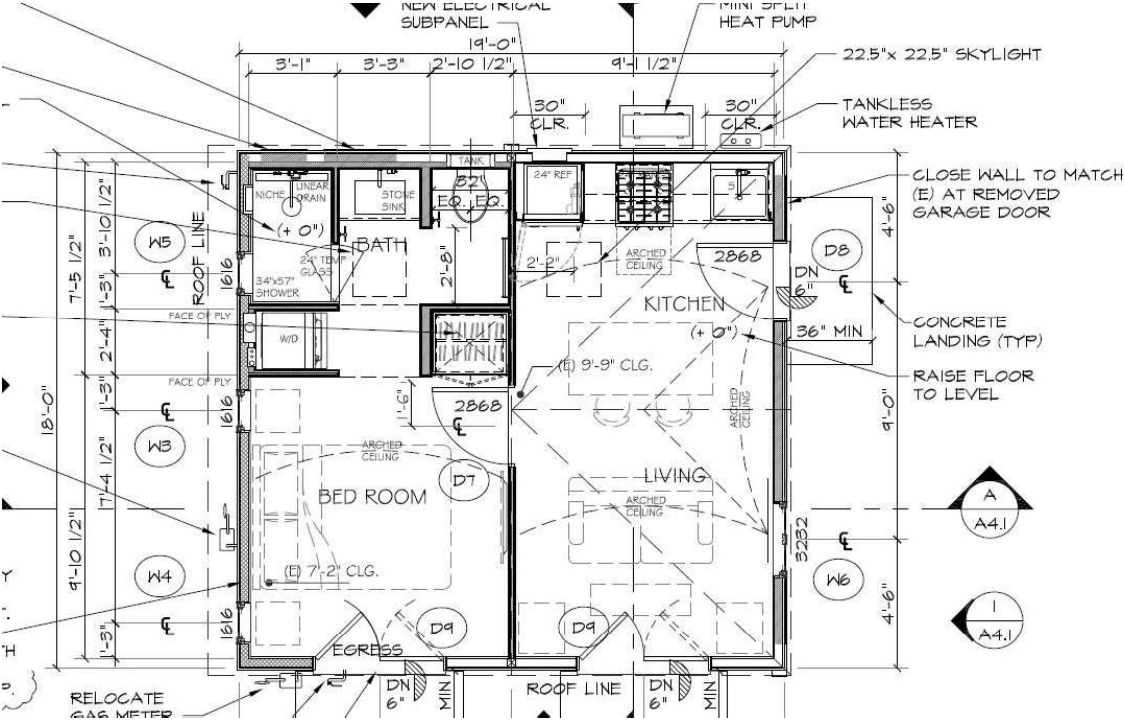 NEW ELECTRICAL
SUBPANEL
MINI SPLIT
HEAT PUMP
19'-0"
22.5"x 22.5" SKYLIGHT
3'-1"
3'-3"
2'-10 1/2"
9'-1 1/2"
30"
CLR.
30"
CLR.
TANKLESS
WATER HEATER
TANK
CLOSE WALL TO MATCH
(E) AT REMOVED
GARAGE DOOR
NICHE
LINEAR
DRAIN
STONE
SINK
32"
EQ. EQ.
24" REF
S
4'-6"
ROOF LINE
W5
(+ 0")
BATH
24" TEMP
GLASS
34"x57"
SHOWER
1616
2'-8"
2'-2"
ARCHED
CEILING
2868
D8
DN
6"
KITCHEN
7'-5 1/2"
3'-10 1/2"
1'-3"
2'-4"
1'-3"
FACE OF PLY
W/D
FACE OF PLY
(+ 0")
36" MIN
CONCRETE
LANDING (TYP)
(E) 9'-9" CLG.
RAISE FLOOR
TO LEVEL
18'-0"
1616
W3
1'-6"
2868
ARCHED
CEILING
9'-0"
ARCHED
CEILING
D7
BED ROOM
LIVING
ARCHED
CEILING
7'-4 1/2"
9'-10 1/2"
A
A4.1
3232
W6
W4
(E) 7'-2" CLG.
1616
1'-3"
D9
D9
4'-6"
1
A4.1
EGRESS
Y
H
P.
RELOCATE
GAS METER
DN
6"
MIN
ROOF LINE
DN
6"
MIN